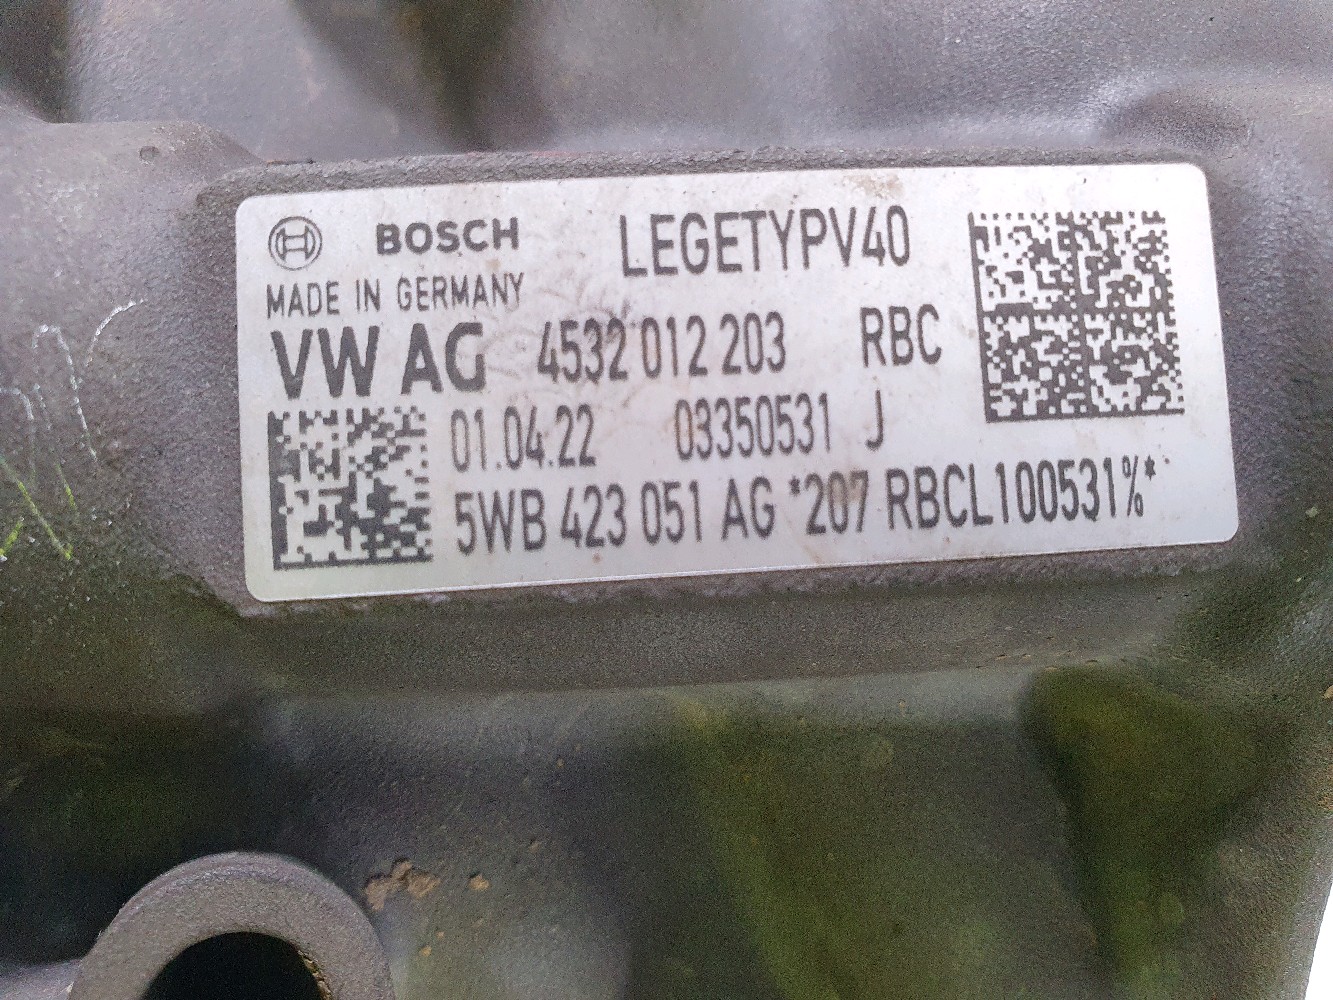 BOSCH LEGETYPV40
MADE IN GERMANY
VW AG 4532 012 203 RBC
01.04.22 03350531 J
5WB 423 051 AG *207 RBCL100531%*